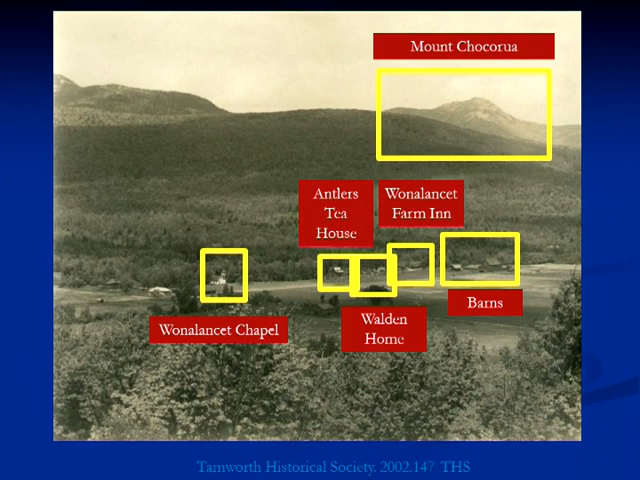 Mount Chocorua
Antlers
Tea
House
Wonalancet
Farm Inn
Barns
Wonalancet Chapel
Walden
Home
Tamworth Historical Society. 2002.147 THS